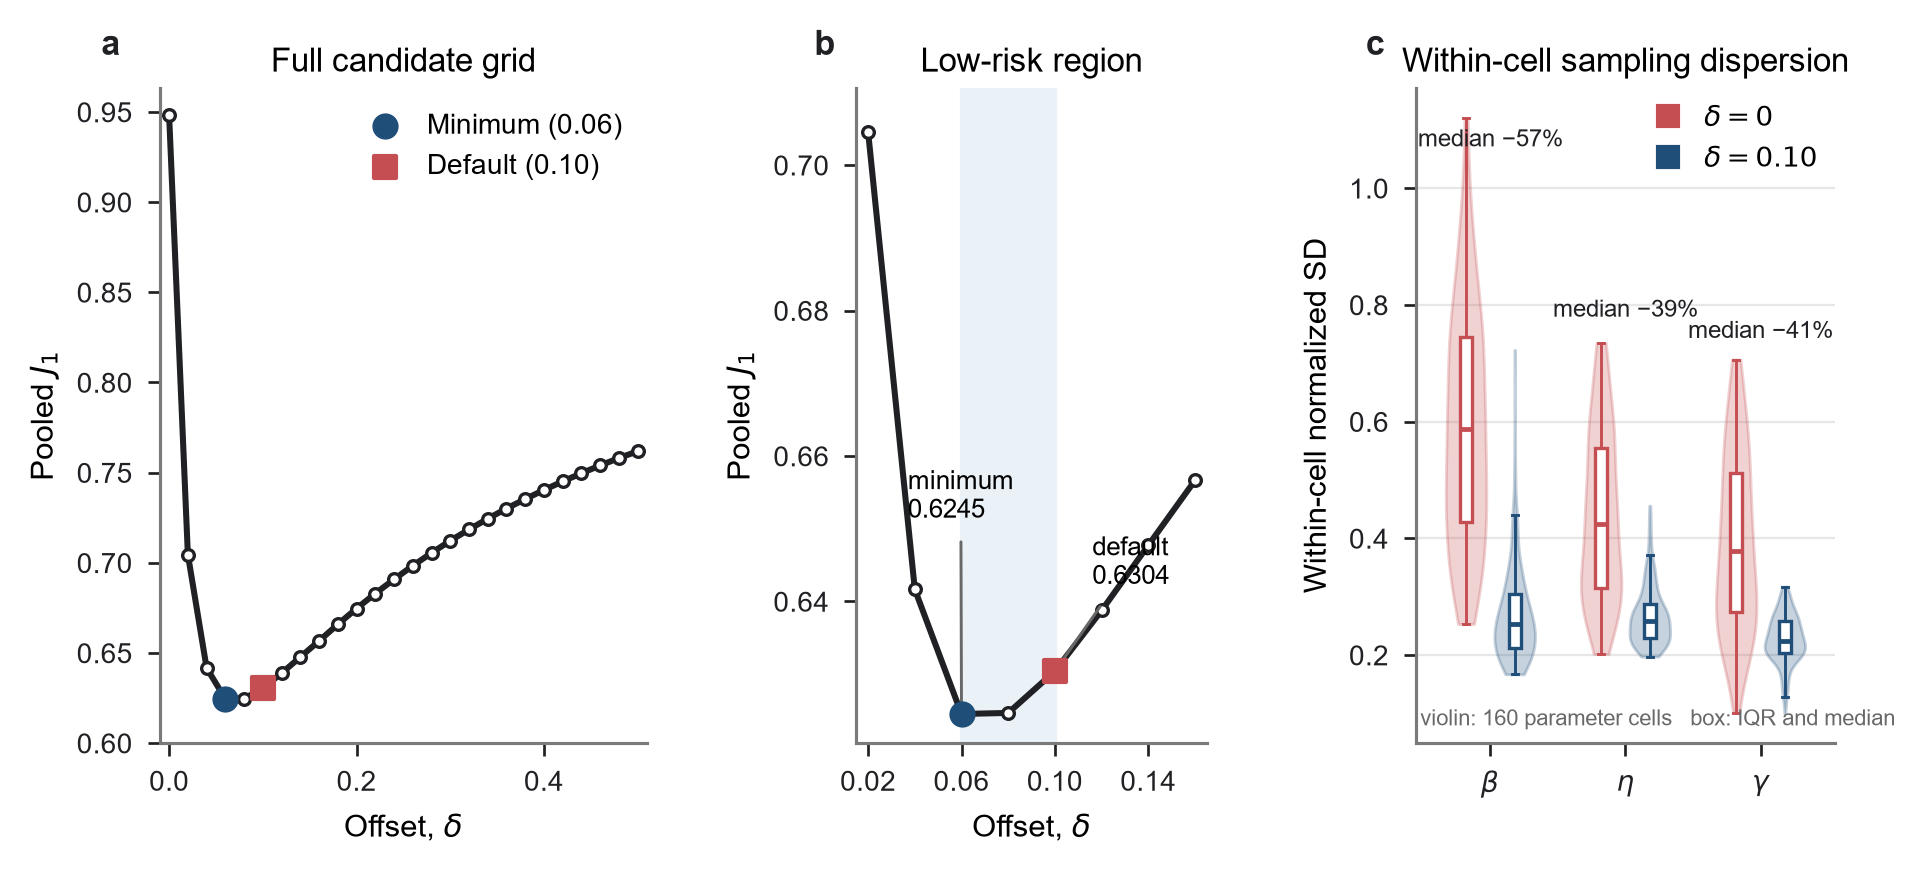 a
Full candidate grid
Minimum (0.06)
Default (0.10)
0.95
0.90
0.85
0.80
0.75
0.70
0.65
0.60
Pooled J₁
0.0
0.2
0.4
Offset, δ
b
Low-risk region
0.70
0.68
0.66
0.64
Pooled J₁
minimum
0.6245
default
0.6304
0.02
0.06
0.10
0.14
Offset, δ
c
Within-cell sampling dispersion
δ = 0
δ = 0.10
median −57%
median −39%
median −41%
1.0
0.8
0.6
0.4
0.2
Within-cell normalized SD
violin: 160 parameter cells box: IQR and median
β
η
γ